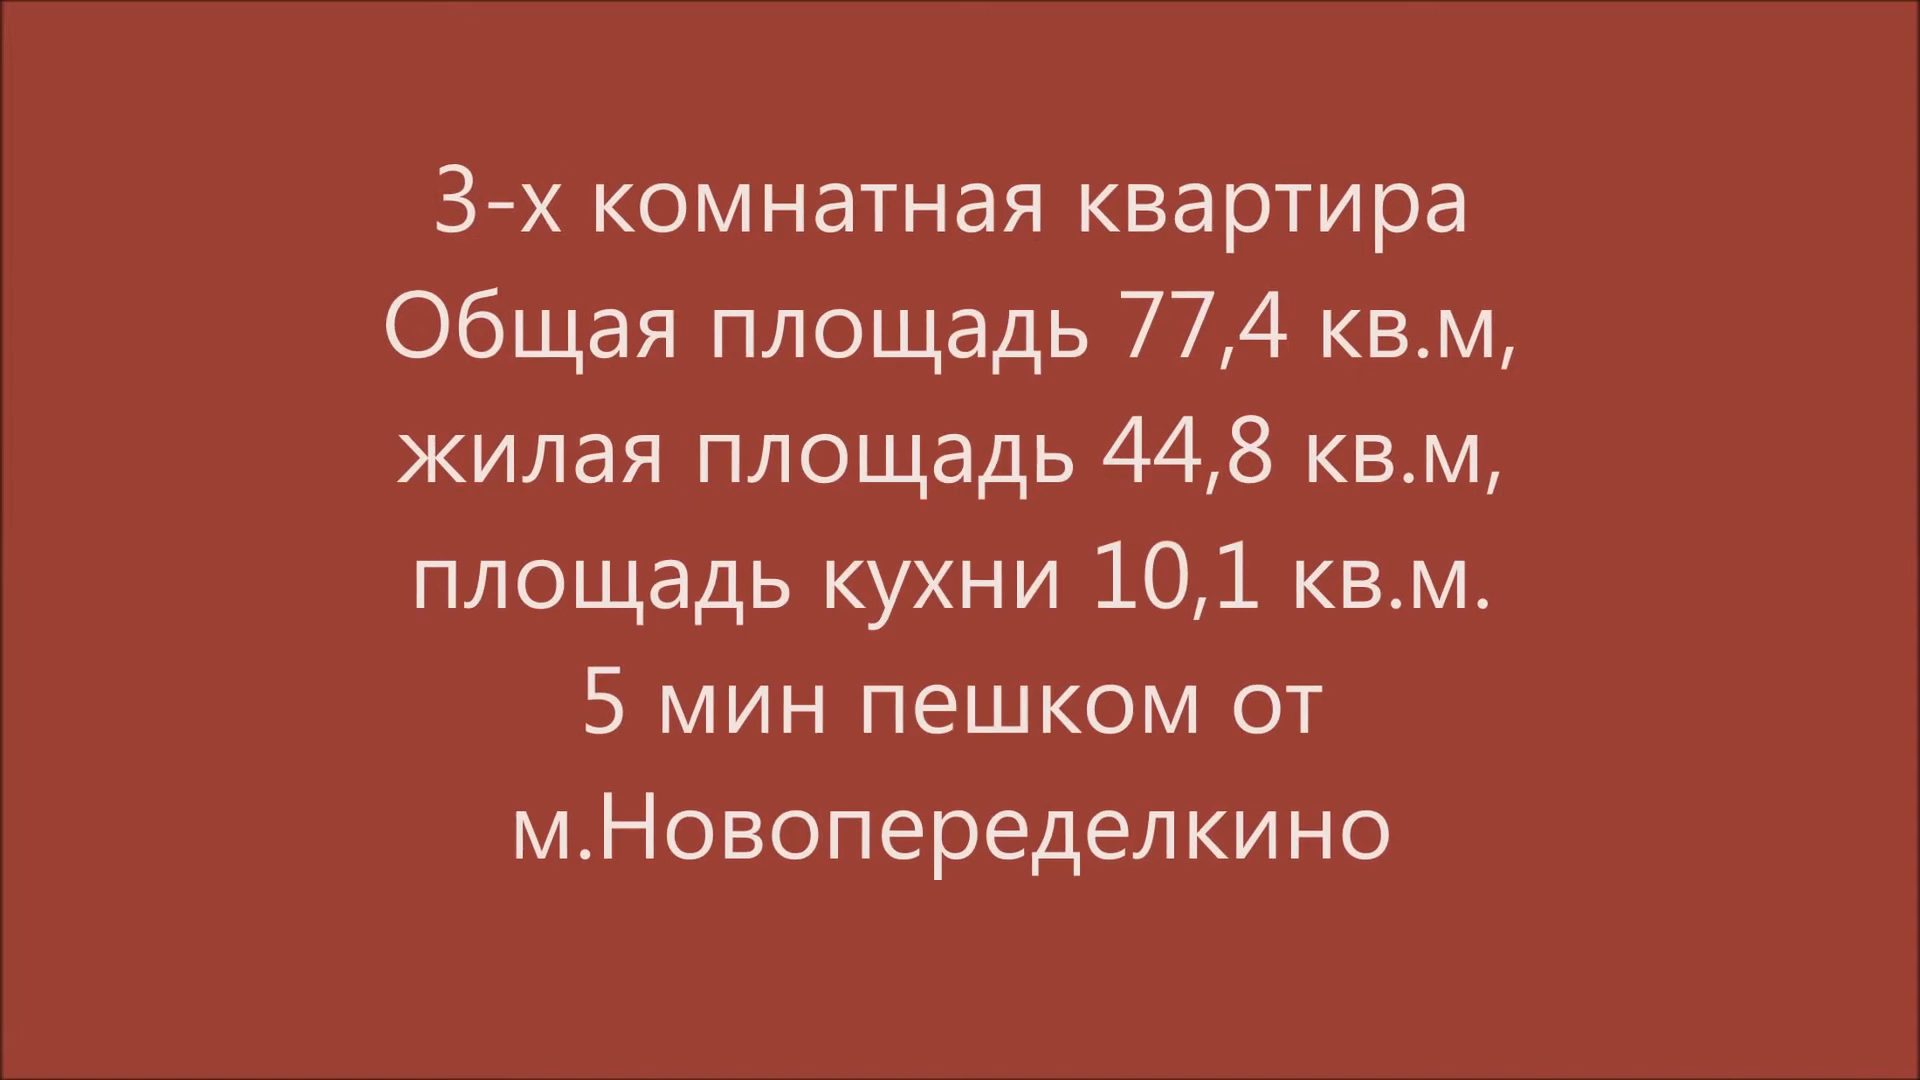 3-х комнатная квартира
Общая площадь 77,4 кв.м,
жилая площадь 44,8 кв.м,
площадь кухни 10,1 кв.м.
5 мин пешком от
м.Новопеределкино